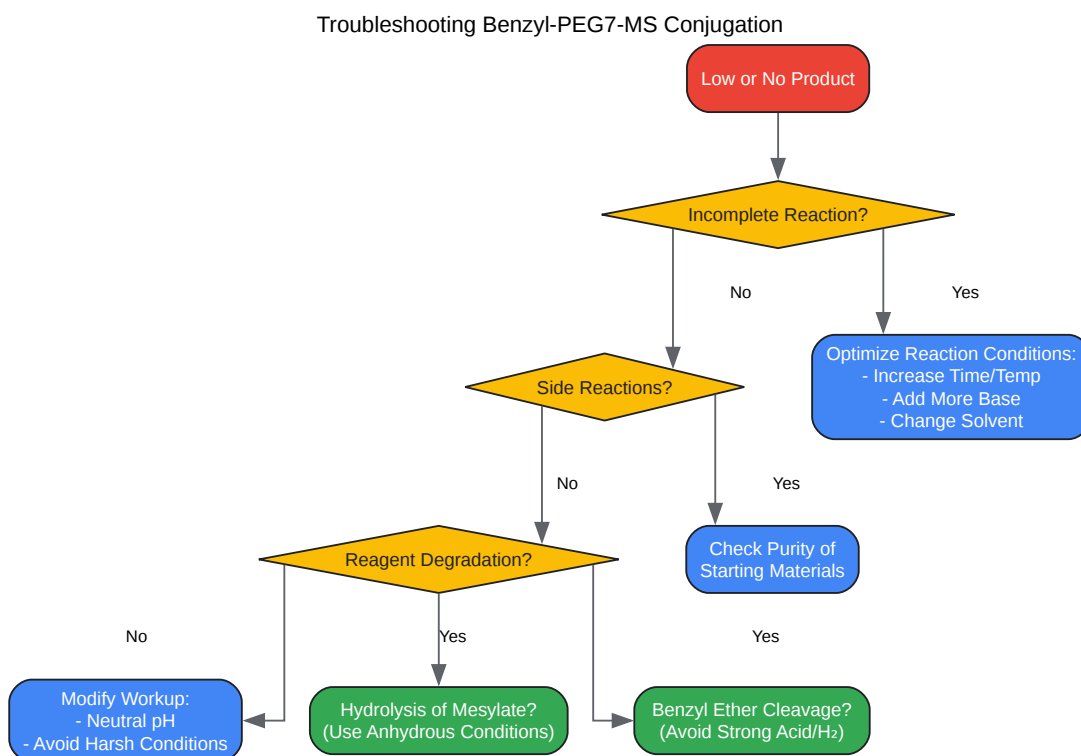 Troubleshooting Benzyl-PEG7-MS Conjugation
Low or No Product
Incomplete Reaction?
No
Yes
Optimize Reaction Conditions:
- Increase Time/Temp
- Add More Base
- Change Solvent
Side Reactions?
No
Yes
Check Purity of
Starting Materials
Reagent Degradation?
No
Yes
Yes
Modify Workup:
- Neutral pH
- Avoid Harsh Conditions
Hydrolysis of Mesylate?
(Use Anhydrous Conditions)
Benzyl Ether Cleavage?
(Avoid Strong Acid/H₂)